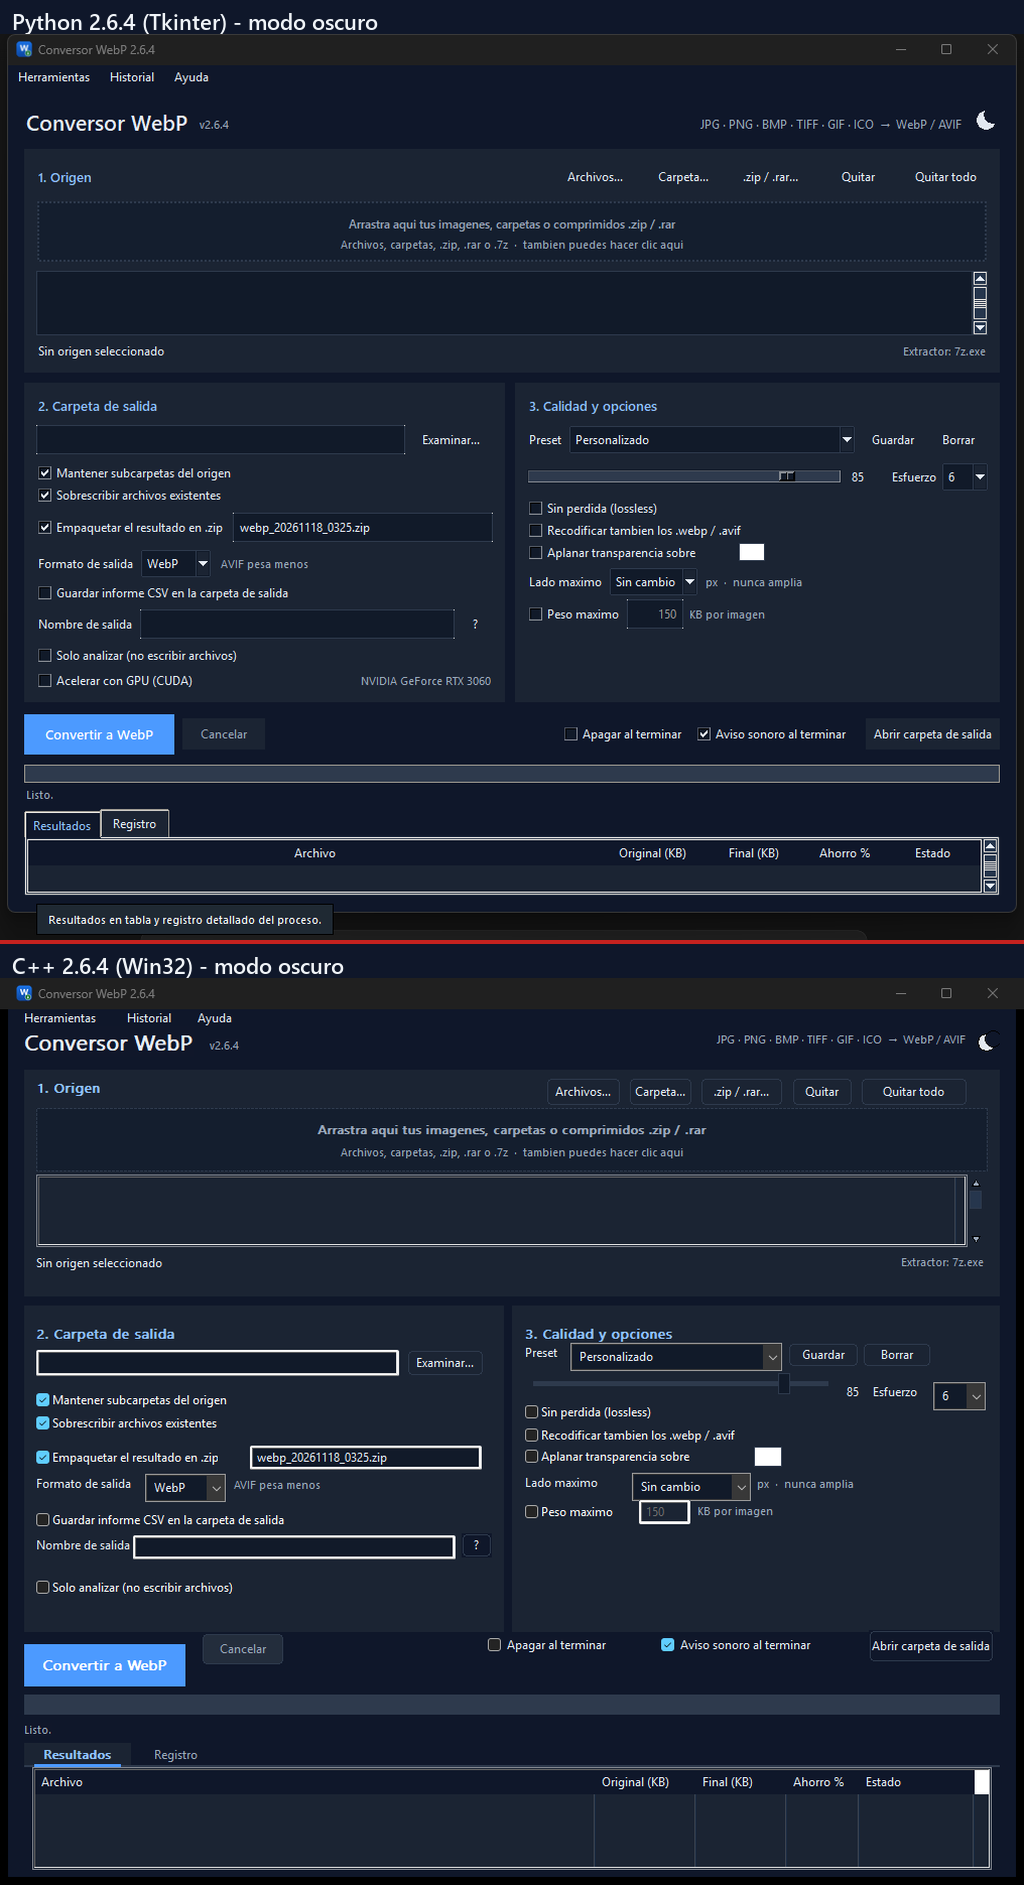 Python 2.6.4 (Tkinter) - modo oscuro
Conversor WebP 2.6.4
Herramientas Historial Ayuda
Conversor WebP v2.6.4 JPG · PNG · BMP · TIFF · GIF · ICO → WebP / AVIF
1. Origen Archivos... Carpeta... .zip / .rar... Quitar Quitar todo
Arrastra aqui tus imagenes, carpetas o comprimidos .zip / .rar
Archivos, carpetas, .zip, .rar o .7z · tambien puedes hacer clic aqui
Sin origen seleccionado Extractor: 7z.exe
2. Carpeta de salida
Examinar...
Mantener subcarpetas del origen
Sobrescribir archivos existentes
Empaquetar el resultado en .zip webp_20261118_0325.zip
Formato de salida WebP AVIF pesa menos
Guardar informe CSV en la carpeta de salida
Nombre de salida ?
Solo analizar (no escribir archivos)
Acelerar con GPU (CUDA) NVIDIA GeForce RTX 3060
3. Calidad y opciones
Preset Personalizado Guardar Borrar
85 Esfuerzo 6
Sin perdida (lossless)
Recodificar tambien los .webp / .avif
Aplanar transparencia sobre
Lado maximo Sin cambio px · nunca amplia
Peso maximo 150 KB por imagen
Convertir a WebP Cancelar Apagar al terminar Aviso sonoro al terminar Abrir carpeta de salida
Listo.
Resultados Registro
Archivo Original (KB) Final (KB) Ahorro % Estado
Resultados en tabla y registro detallado del proceso.
C++ 2.6.4 (Win32) - modo oscuro
Conversor WebP 2.6.4
Herramientas Historial Ayuda
Conversor WebP v2.6.4 JPG · PNG · BMP · TIFF · GIF · ICO → WebP / AVIF
1. Origen Archivos... Carpeta... .zip / .rar... Quitar Quitar todo
Arrastra aqui tus imagenes, carpetas o comprimidos .zip / .rar
Archivos, carpetas, .zip, .rar o .7z · tambien puedes hacer clic aqui
Sin origen seleccionado Extractor: 7z.exe
2. Carpeta de salida
Examinar...
Mantener subcarpetas del origen
Sobrescribir archivos existentes
Empaquetar el resultado en .zip webp_20261118_0325.zip
Formato de salida WebP AVIF pesa menos
Guardar informe CSV en la carpeta de salida
Nombre de salida ?
Solo analizar (no escribir archivos)
3. Calidad y opciones
Preset Personalizado Guardar Borrar
85 Esfuerzo 6
Sin perdida (lossless)
Recodificar tambien los .webp / .avif
Aplanar transparencia sobre
Lado maximo Sin cambio px · nunca amplia
Peso maximo 150 KB por imagen
Convertir a WebP Cancelar Apagar al terminar Aviso sonoro al terminar Abrir carpeta de salida
Listo.
Resultados Registro
Archivo Original (KB) Final (KB) Ahorro % Estado